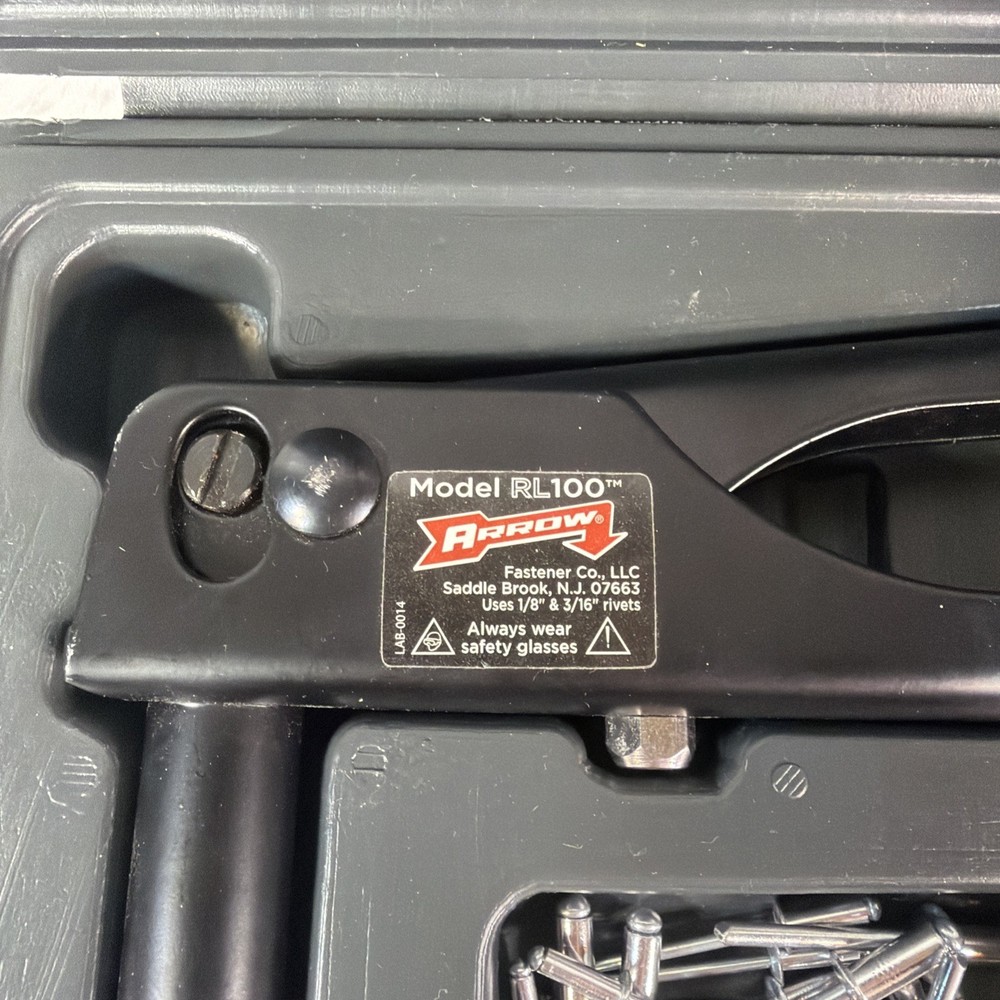 Model RL100™
ARROW®
Fastener Co., LLC
Saddle Brook, N.J. 07663
Uses 1/8" & 3/16" rivets
Always wear
safety glasses
LAB-0014